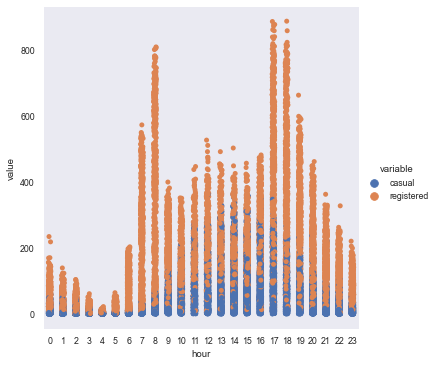 800
600
400
200
0
value
0 1 2 3 4 5 6 7 8 9 10 11 12 13 14 15 16 17 18 19 20 21 22 23
hour
variable
casual
registered